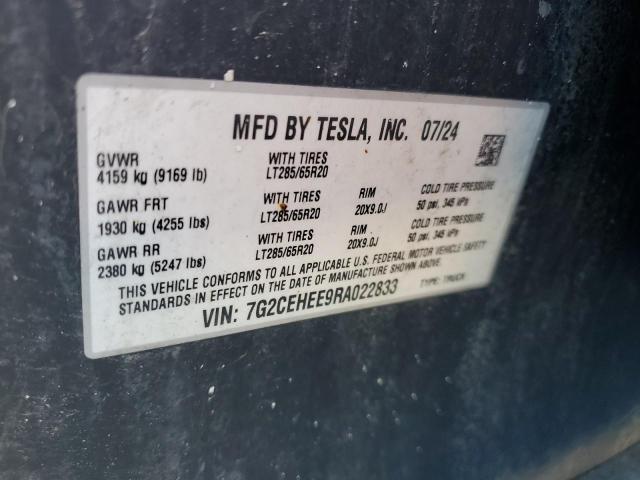 MFD BY TESLA, INC. 07/24
GVWR WITH TIRES
4159 kg (9169 lb) LT285/65R20
GAWR FRT WITH TIRES RIM COLD TIRE PRESSURE
1930 kg (4255 lbs) LT285/65R20 20X9.0J 50 psi, 345 kPa
GAWR RR WITH TIRES RIM COLD TIRE PRESSURE
2380 kg (5247 lbs) LT285/65R20 20X9.0J 50 psi, 345 kPa
THIS VEHICLE CONFORMS TO ALL APPLICABLE U.S. FEDERAL MOTOR VEHICLE SAFETY
STANDARDS IN EFFECT ON THE DATE OF MANUFACTURE SHOWN ABOVE.
VIN: 7G2CEHEE9RA022833 TYPE: TRUCK